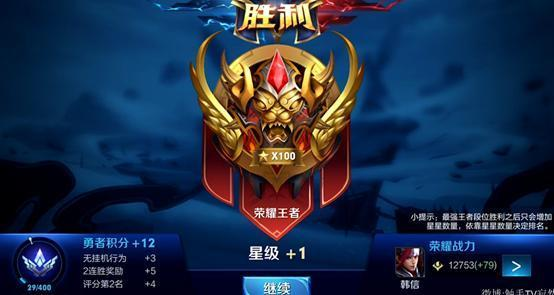 胜利
X100
荣耀王者
星级 +1
小提示：最强王者段位胜利之后只会增加
星星数量，依靠星星数量决定排名。
勇者积分 +12
无挂机行为 +3
2连胜奖励 +5
评分第2名 +4
29/400
荣耀战力
12753(+79)
韩信
继续
微博:触手TV寂然